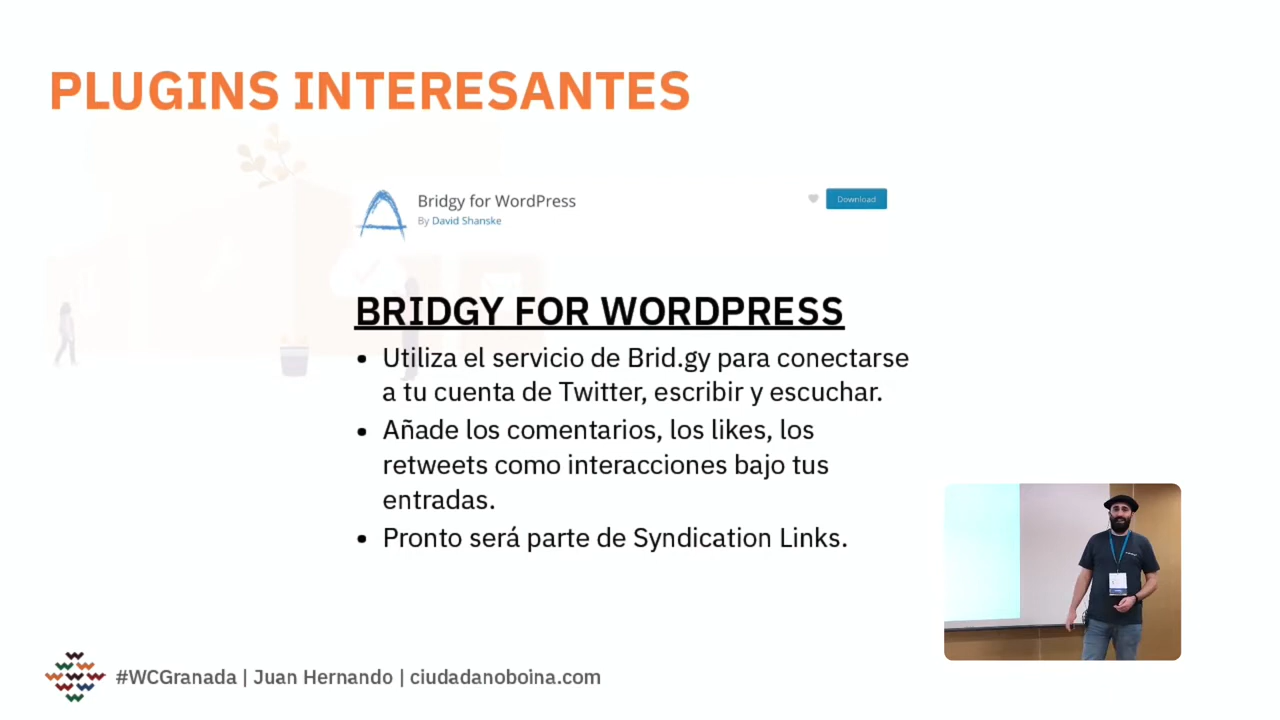 PLUGINS INTERESANTES
Bridgy for WordPress
By David Shanske
Download
BRIDGY FOR WORDPRESS
• Utiliza el servicio de Brid.gy para conectarse
a tu cuenta de Twitter, escribir y escuchar.
• Añade los comentarios, los likes, los
retweets como interacciones bajo tus
entradas.
• Pronto será parte de Syndication Links.
#WCGranada | Juan Hernando | ciudadanoboina.com